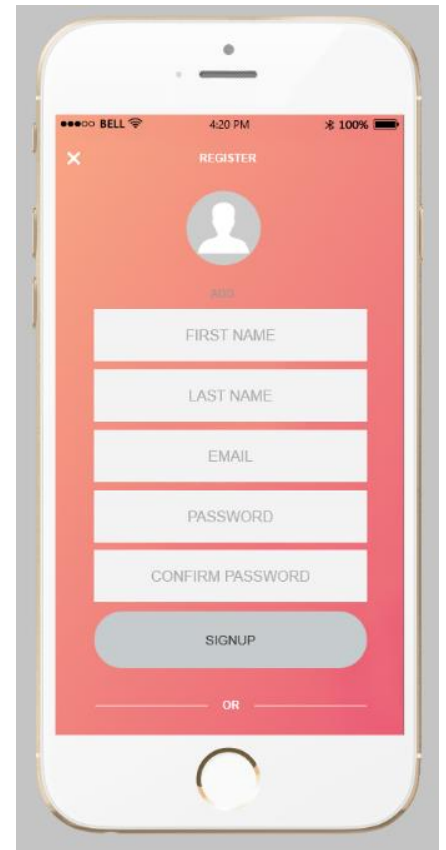 BELL 4:20 PM 100%
REGISTER
ADD
FIRST NAME
LAST NAME
EMAIL
PASSWORD
CONFIRM PASSWORD
SIGNUP
OR